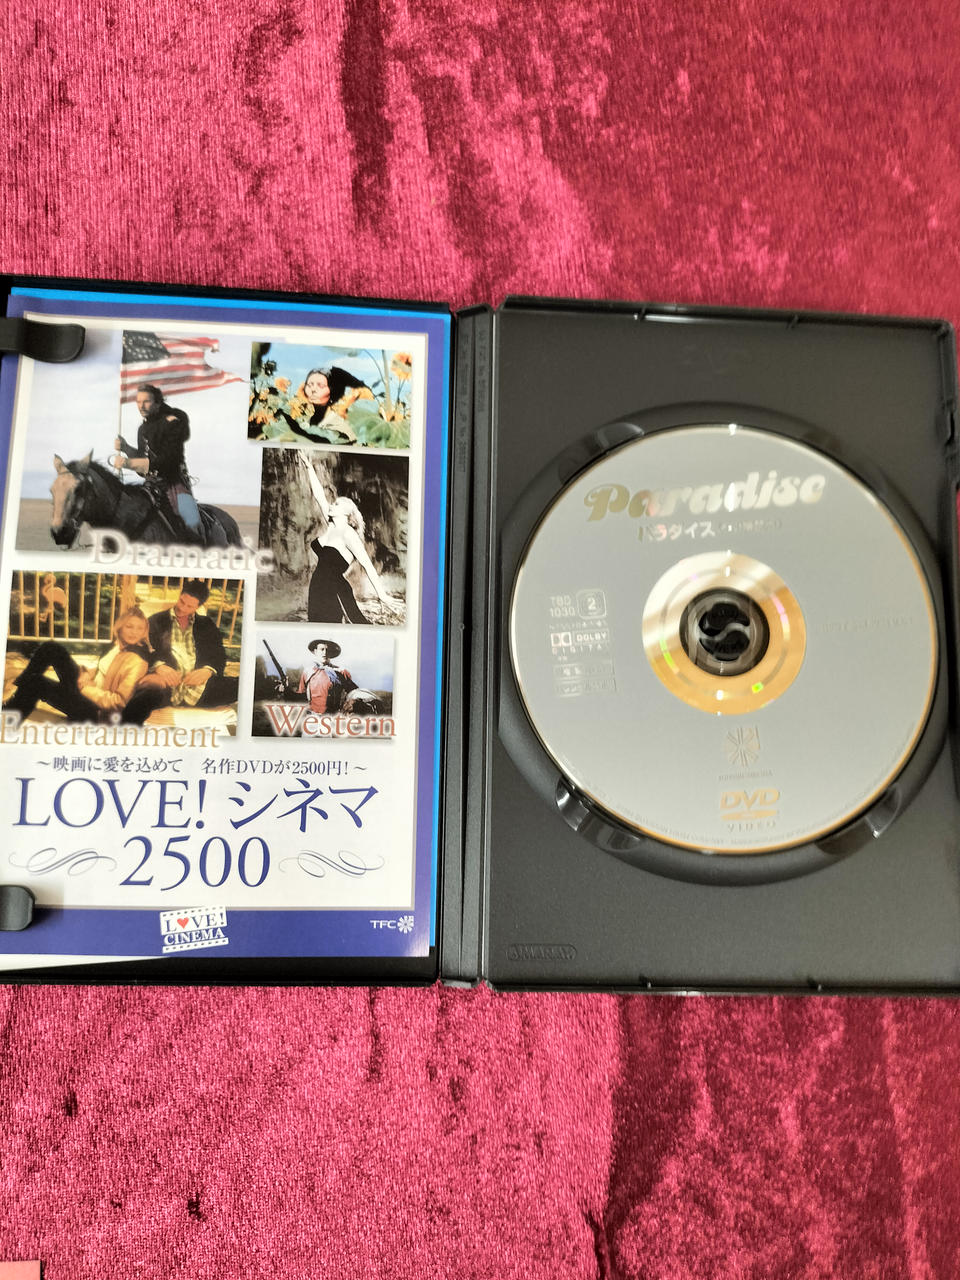 Dramatic
Entertainment
Western
～映画に愛を込めて 名作DVDが2500円!～
LOVE! シネマ
2500
LOVE!
CINEMA
TFC
Paradise
パラダイス
TBD
1030
2
DOLBY
DIGITAL
DVD
VIDEO
AMARAY